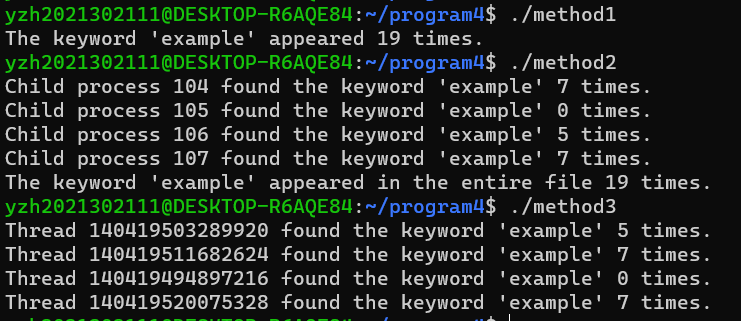 yzh2021302111@DESKTOP-R6AQE84:~/program4$ ./method1
The keyword 'example' appeared 19 times.
yzh2021302111@DESKTOP-R6AQE84:~/program4$ ./method2
Child process 104 found the keyword 'example' 7 times.
Child process 105 found the keyword 'example' 0 times.
Child process 106 found the keyword 'example' 5 times.
Child process 107 found the keyword 'example' 7 times.
The keyword 'example' appeared in the entire file 19 times.
yzh2021302111@DESKTOP-R6AQE84:~/program4$ ./method3
Thread 140419503289920 found the keyword 'example' 5 times.
Thread 140419511682624 found the keyword 'example' 7 times.
Thread 140419494897216 found the keyword 'example' 0 times.
Thread 140419520075328 found the keyword 'example' 7 times.